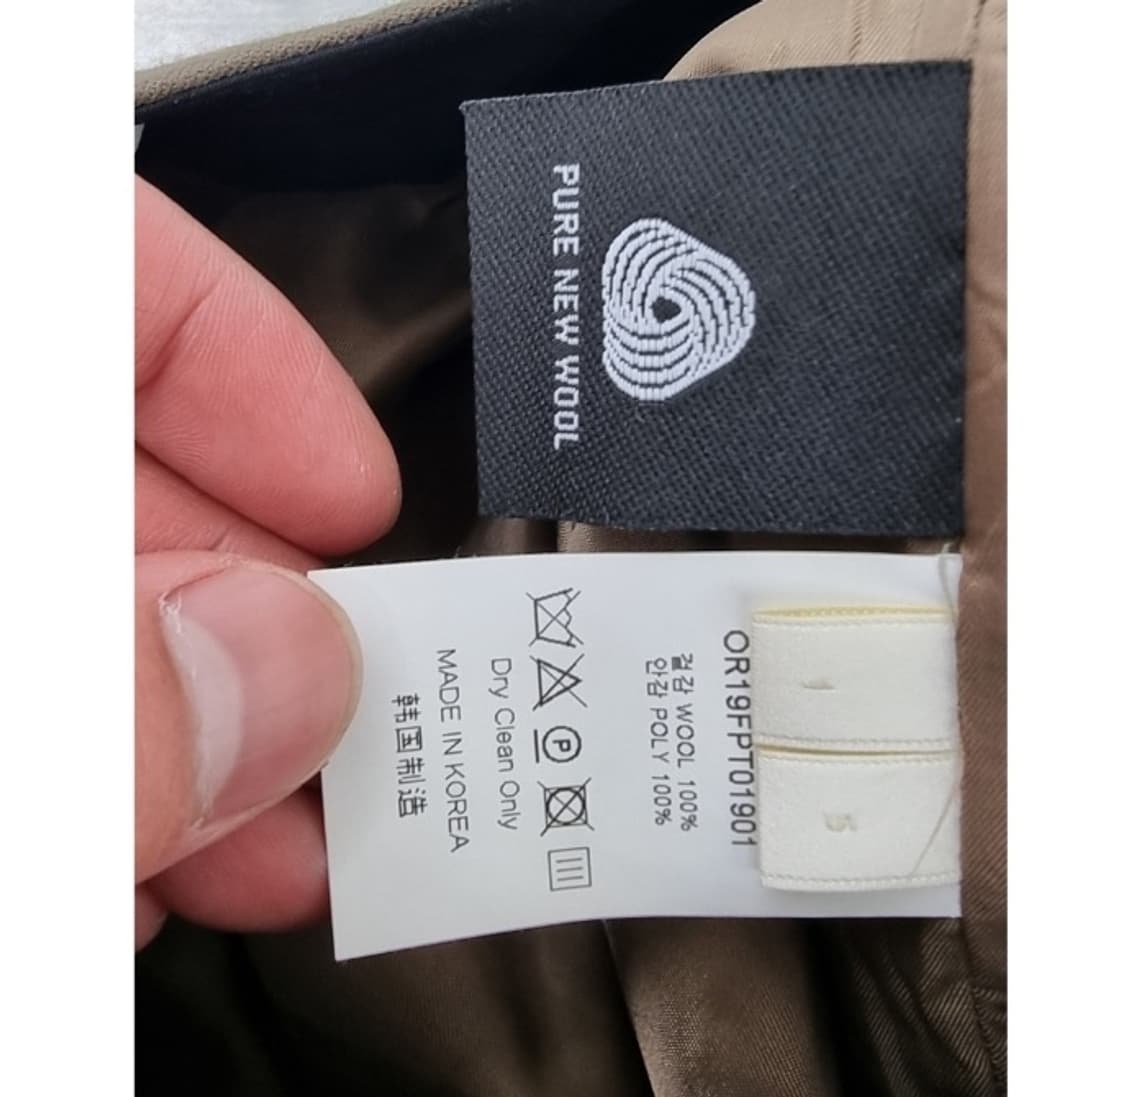 PURE NEW WOOL
OR19FPT01901
겉감 WOOL 100%
안감 POLY 100%
P
Dry Clean Only
MADE IN KOREA
韩国制造